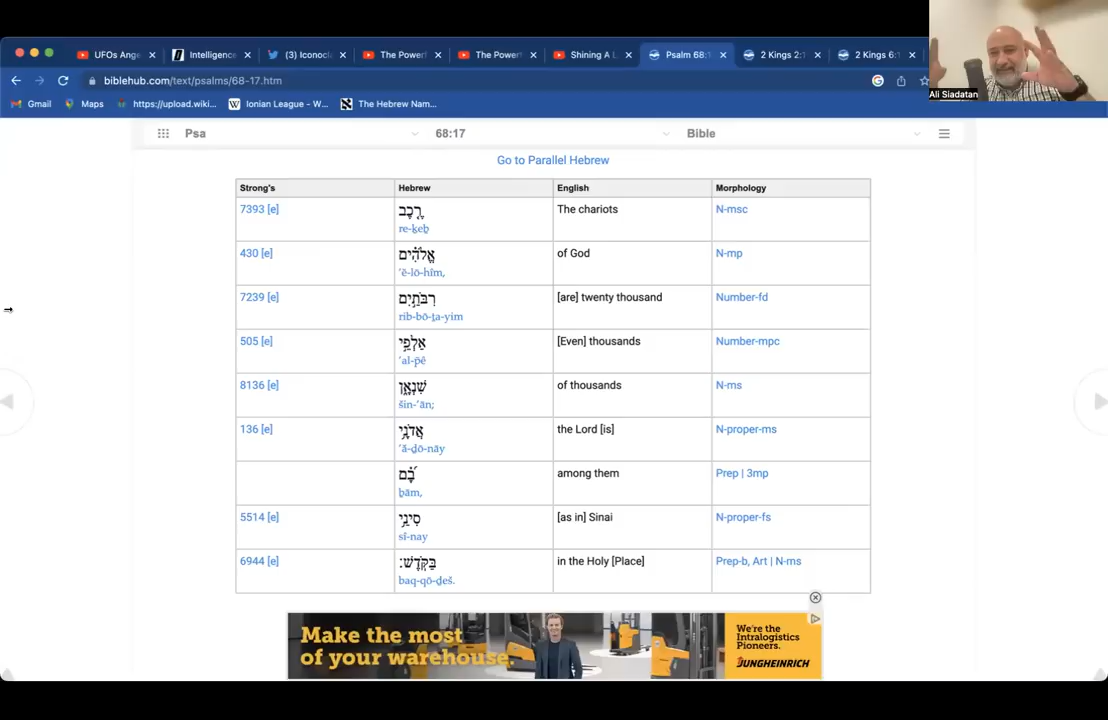 UFOs Ange
Intelligence
(3) Iconocla
The Power
The Power
Shining A L
Psalm 68:1
2 Kings 2:1
2 Kings 6:1
biblehub.com/text/psalms/68-17.htm
Gmail
Maps
https://upload.wiki...
Ionian League - W...
The Hebrew Nam...
Ali Siadatan
Psa
68:17
Bible
Go to Parallel Hebrew
Strong's Hebrew English Morphology
7393 [e] רֶ֤כֶב The chariots N-msc
re-ḵeḇ
430 [e] אֱלֹהִ֗ים of God N-mp
'ĕ-lō-hîm,
7239 [e] רִבֹּתַ֣יִם [are] twenty thousand Number-fd
rib-bō-ṯa-yim
505 [e] אַלְפֵ֣י [Even] thousands Number-mpc
'al-p̄ê
8136 [e] שִׁנְאָ֑ן of thousands N-ms
šin-'ān;
136 [e] אֲדֹנָ֥י the Lord [is] N-proper-ms
'ă-ḏō-nāy
בָ֝֗ם among them Prep | 3mp
ḇām,
5514 [e] סִינַ֥י [as in] Sinai N-proper-fs
sî-nay
6944 [e] בַּקֹּֽדֶשׁ׃ in the Holy [Place] Prep-b, Art | N-ms
baq-qō-ḏeš.
Make the most
of your warehouse.
We're the
Intralogistics
Pioneers.
JUNGHEINRICH